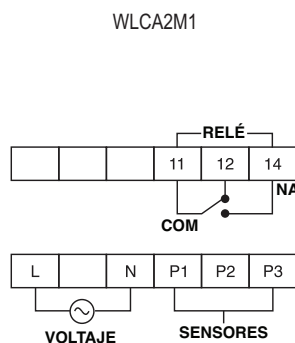 WLCA2M1
RELÉ
11 12 14
NA
COM
L N P1 P2 P3
VOLTAJE SENSORES